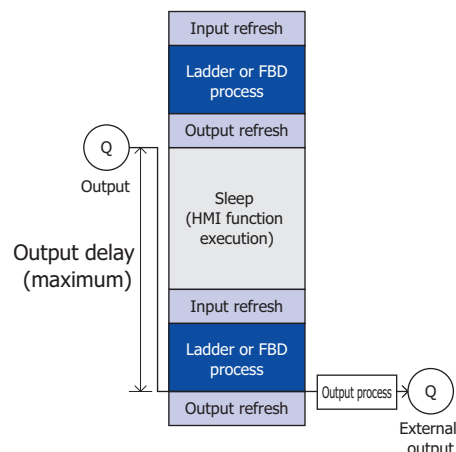 Input refresh
Ladder or FBD
process
Output refresh
Q
Output
Sleep
(HMI function
execution)
Output delay
(maximum)
Input refresh
Ladder or FBD
process
Output refresh
Output process
Q
External
output